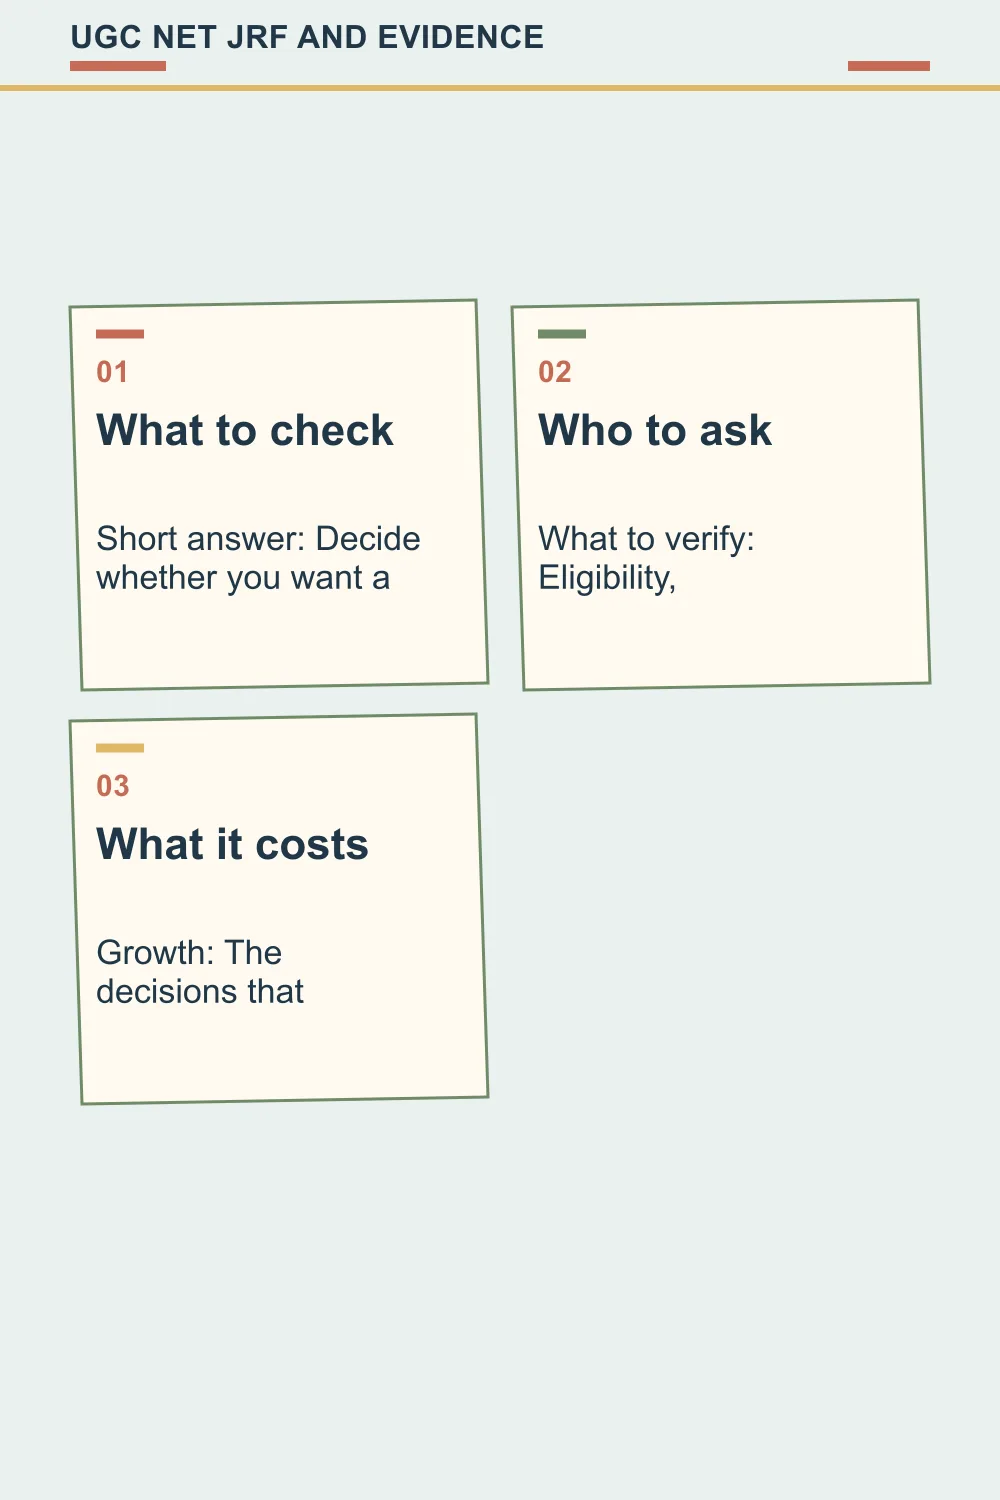 UGC NET JRF AND EVIDENCE
01
What to check
Short answer: Decide
whether you want a
02
Who to ask
What to verify:
Eligibility,
03
What it costs
Growth: The
decisions that